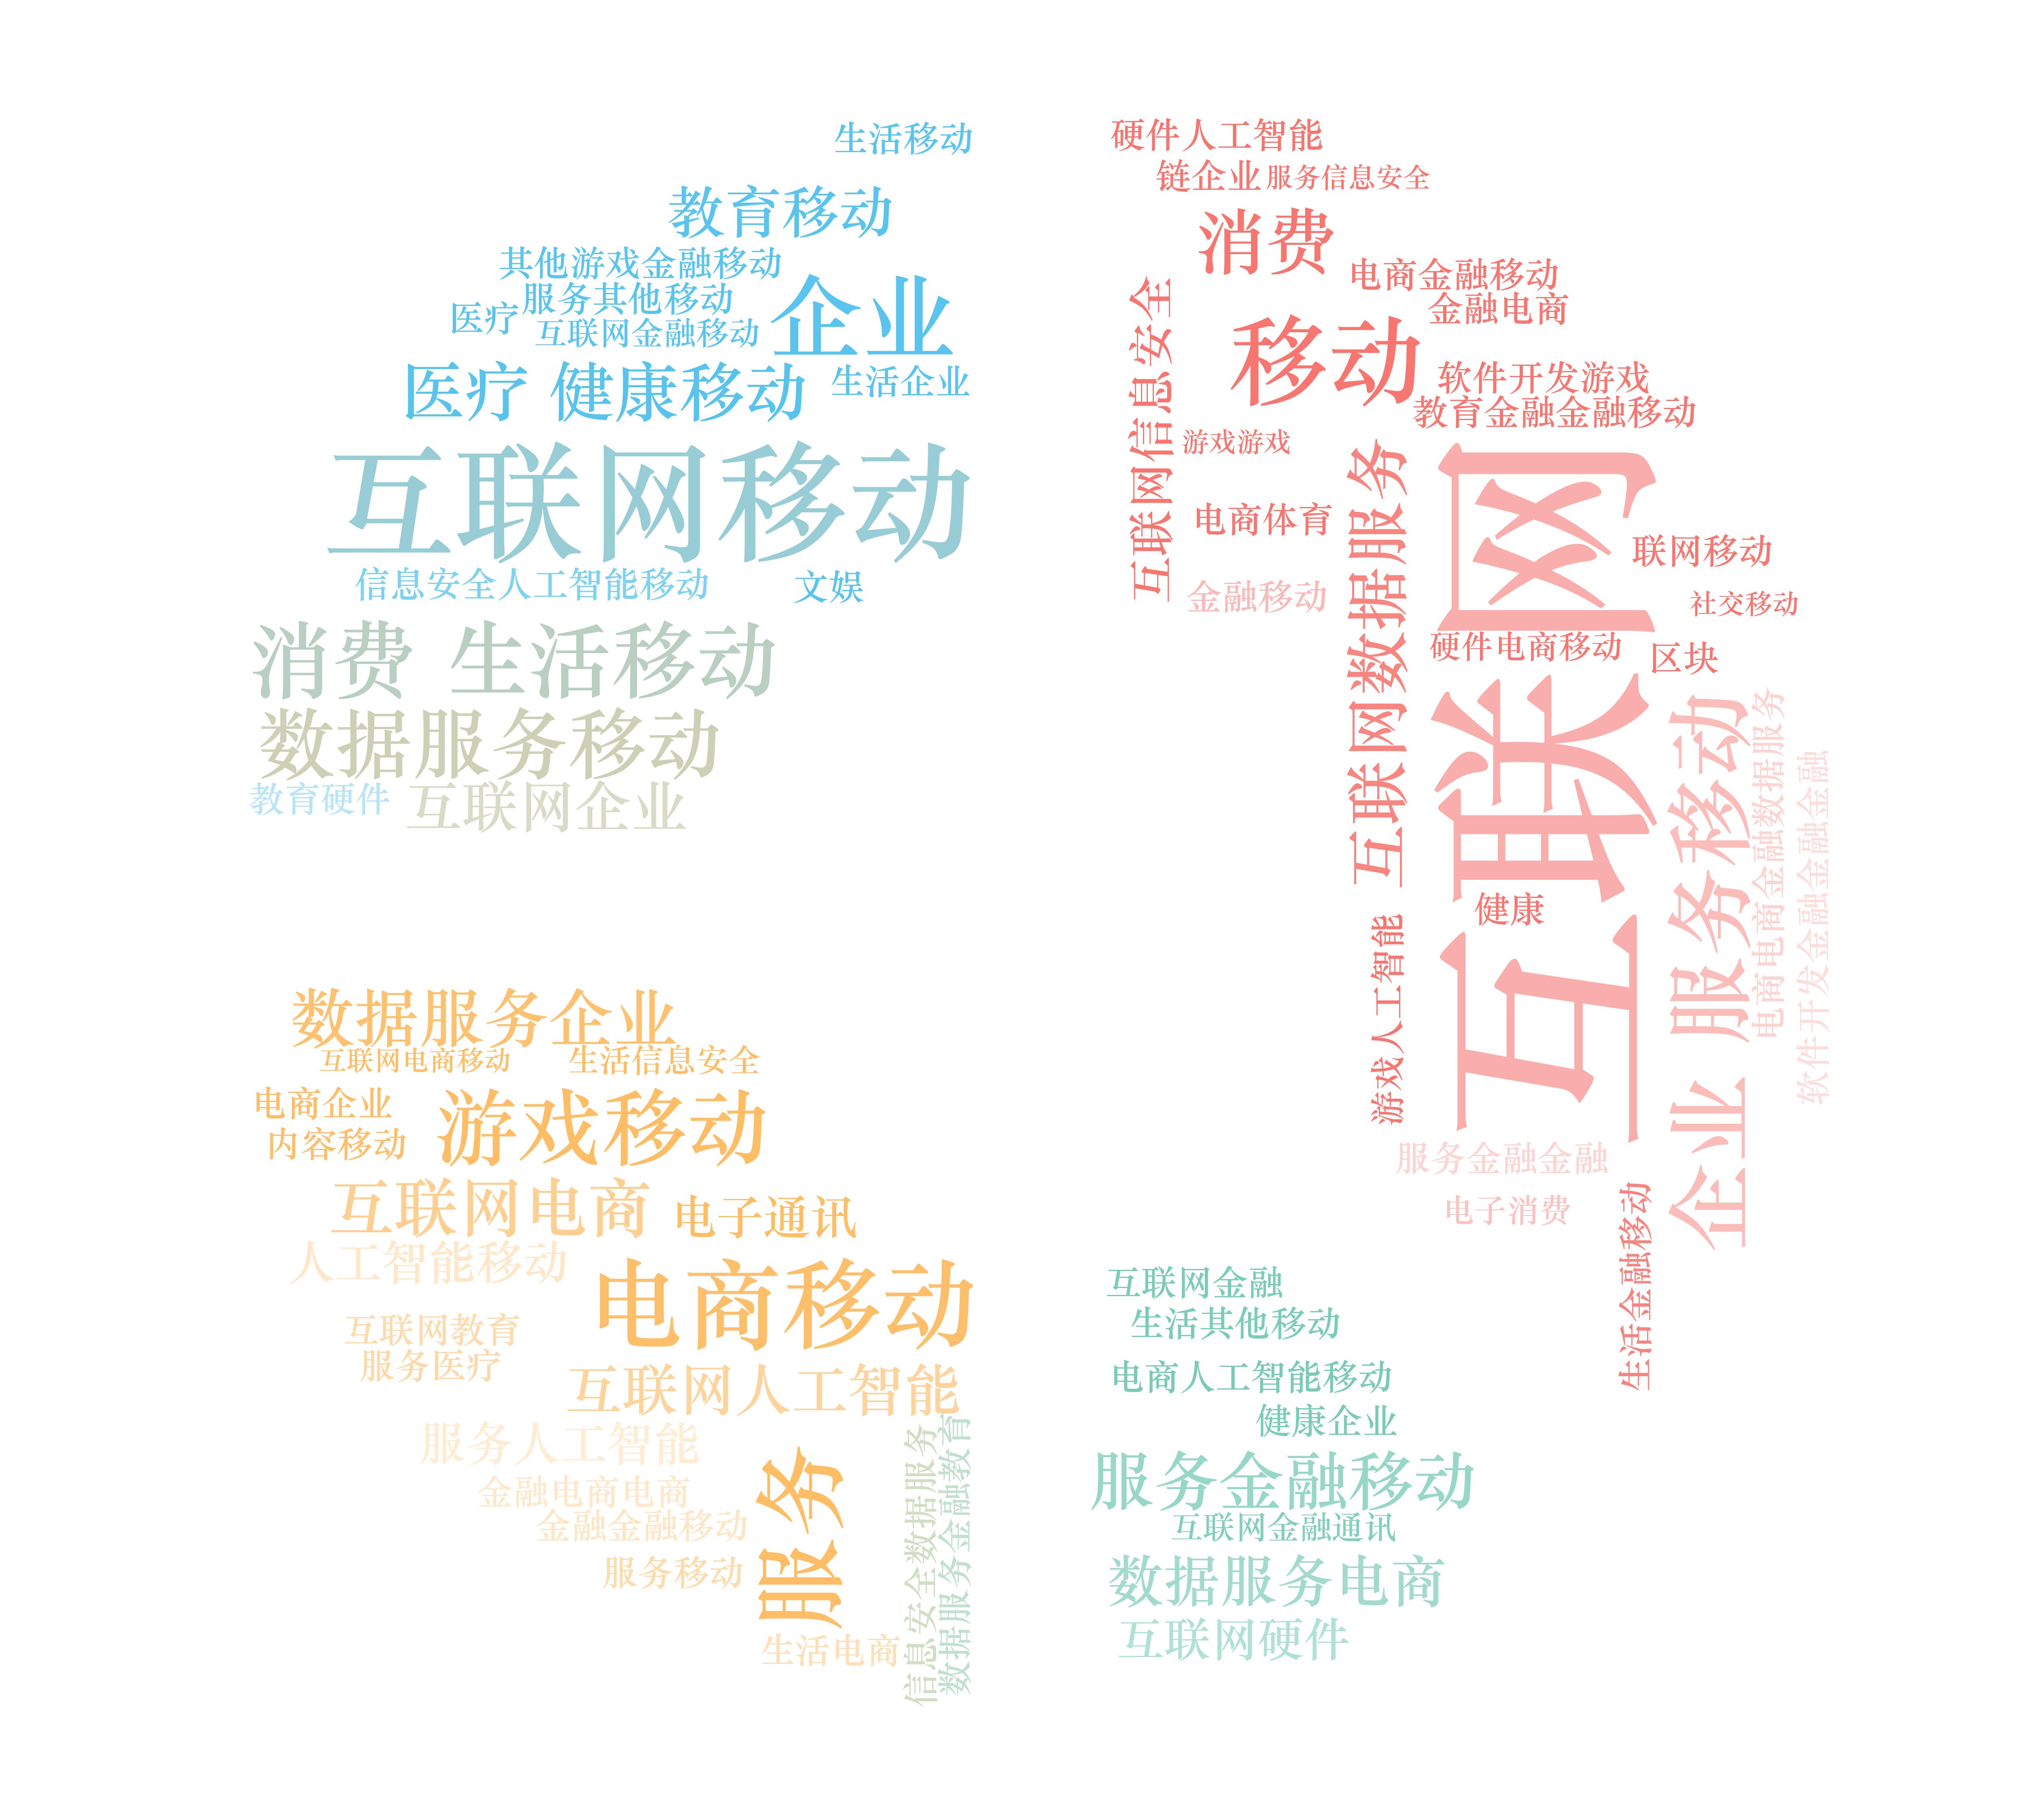 生活移动
教育移动
其他游戏金融移动
服务其他移动
医疗
互联网金融移动
企业
医疗 健康移动
生活企业
互联网移动
信息安全人工智能移动
文娱
消费 生活移动
数据服务移动
教育硬件
互联网企业
硬件人工智能
链企业
服务信息安全
消费
电商金融移动
金融电商
移动
互联网信息安全
软件开发游戏
教育金融金融移动
游戏游戏
电商体育
金融移动
互联网数据服务
互联网
联网移动
社交移动
硬件电商移动
区块
企业 服务移动
电商电商金融数据服务
软件开发金融金融金融
健康
游戏人工智能
服务金融金融
电子消费
生活金融移动
数据服务企业
互联网电商移动
生活信息安全
电商企业
内容移动
游戏移动
互联网电商
电子通讯
人工智能移动
电商移动
互联网教育
服务医疗
互联网人工智能
服务人工智能
金融电商电商
金融金融移动
服务移动
服务
生活电商
信息安全数据服务
数据服务金融教育
互联网金融
生活其他移动
电商人工智能移动
健康企业
服务金融移动
互联网金融通讯
数据服务电商
互联网硬件